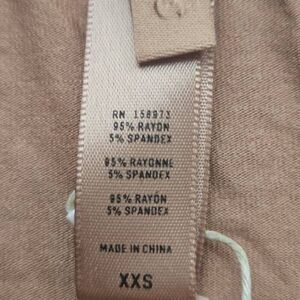 RN 158973
95% RAYON
5% SPANDEX
95% RAYONNE
5% SPANDEX
95% RAYÓN
5% SPANDEX
MADE IN CHINA
XXS